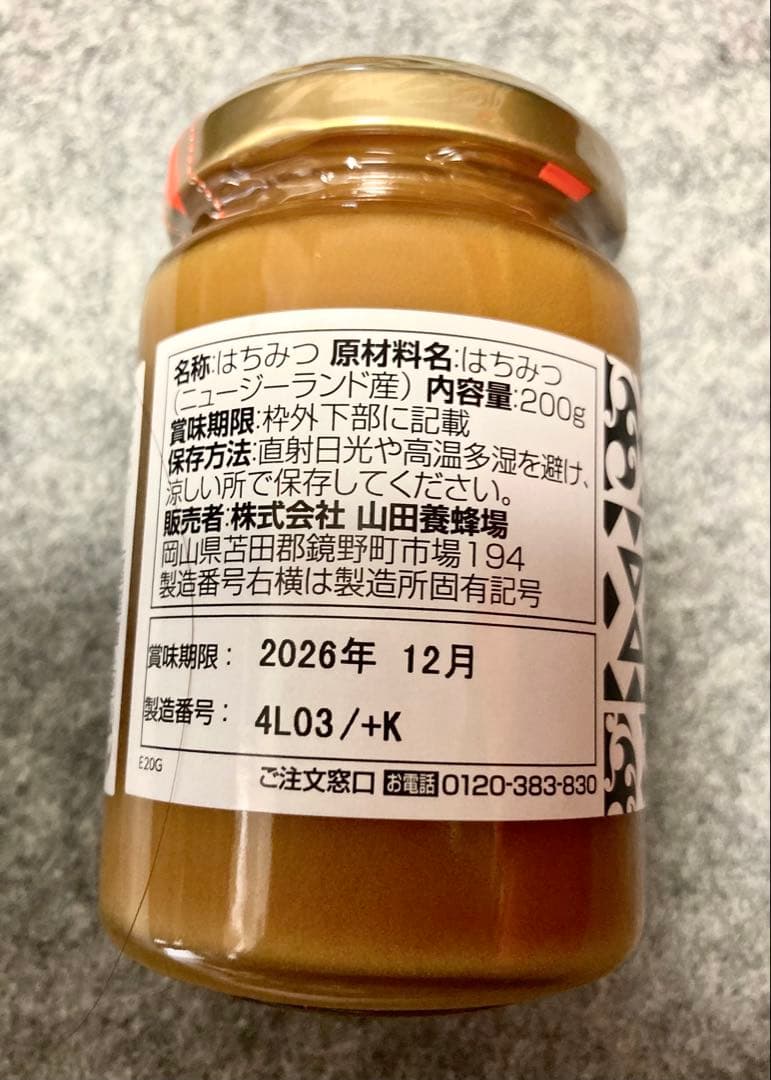 名称:はちみつ 原材料名:はちみつ
（ニュージーランド産）内容量:200g
賞味期限:枠外下部に記載
保存方法:直射日光や高温多湿を避け、
涼しい所で保存してください。
販売者:株式会社 山田養蜂場
岡山県苫田郡鏡野町市場194
製造番号右横は製造所固有記号
賞味期限： 2026年 12月
製造番号： 4L03/+K
E20G
ご注文窓口 お電話 0120-383-830